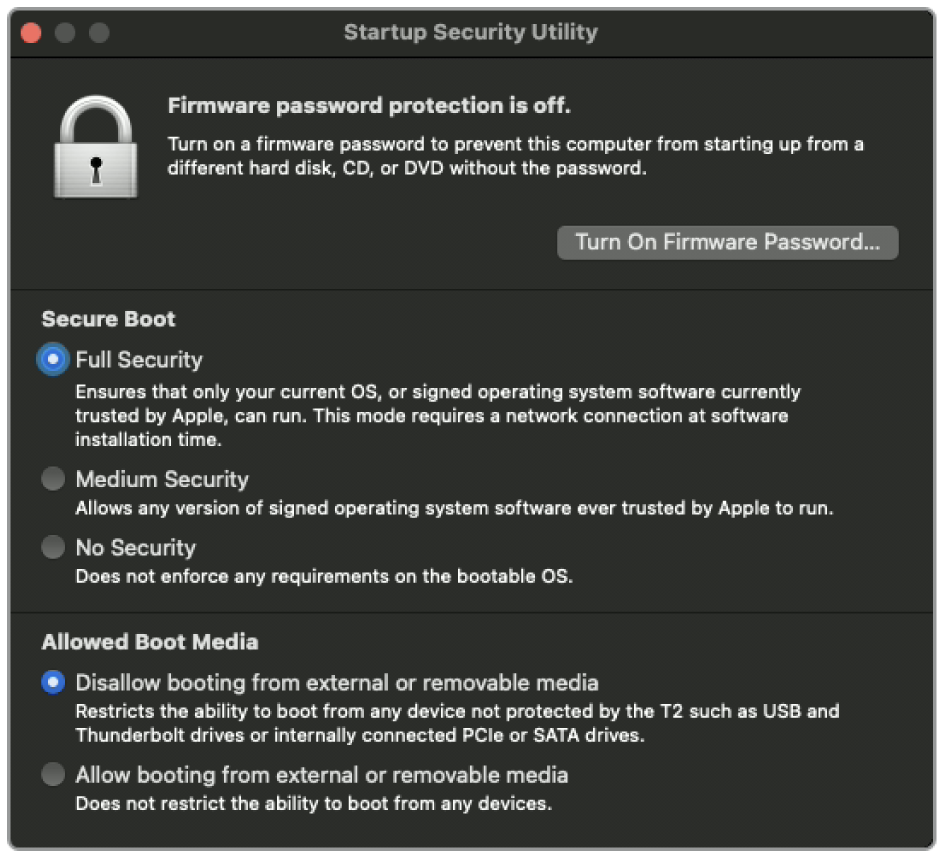 Startup Security Utility
Firmware password protection is off.
Turn on a firmware password to prevent this computer from starting up from a
different hard disk, CD, or DVD without the password.
Turn On Firmware Password...
Secure Boot
Full Security
Ensures that only your current OS, or signed operating system software currently
trusted by Apple, can run. This mode requires a network connection at software
installation time.
Medium Security
Allows any version of signed operating system software ever trusted by Apple to run.
No Security
Does not enforce any requirements on the bootable OS.
Allowed Boot Media
Disallow booting from external or removable media
Restricts the ability to boot from any device not protected by the T2 such as USB and
Thunderbolt drives or internally connected PCIe or SATA drives.
Allow booting from external or removable media
Does not restrict the ability to boot from any devices.